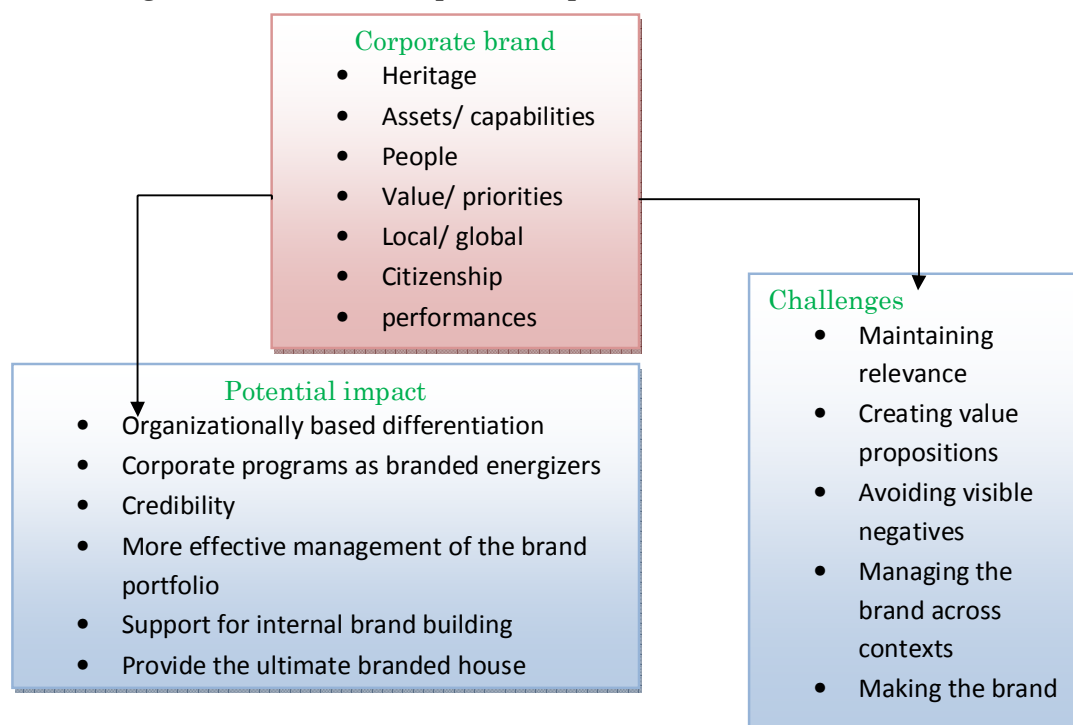 Corporate brand
• Heritage
• Assets/ capabilities
• People
• Value/ priorities
• Local/ global
• Citizenship
• performances
Potential impact
• Organizationally based differentiation
• Corporate programs as branded energizers
• Credibility
• More effective management of the brand
portfolio
• Support for internal brand building
• Provide the ultimate branded house
Challenges
• Maintaining
relevance
• Creating value
propositions
• Avoiding visible
negatives
• Managing the
brand across
contexts
• Making the brand